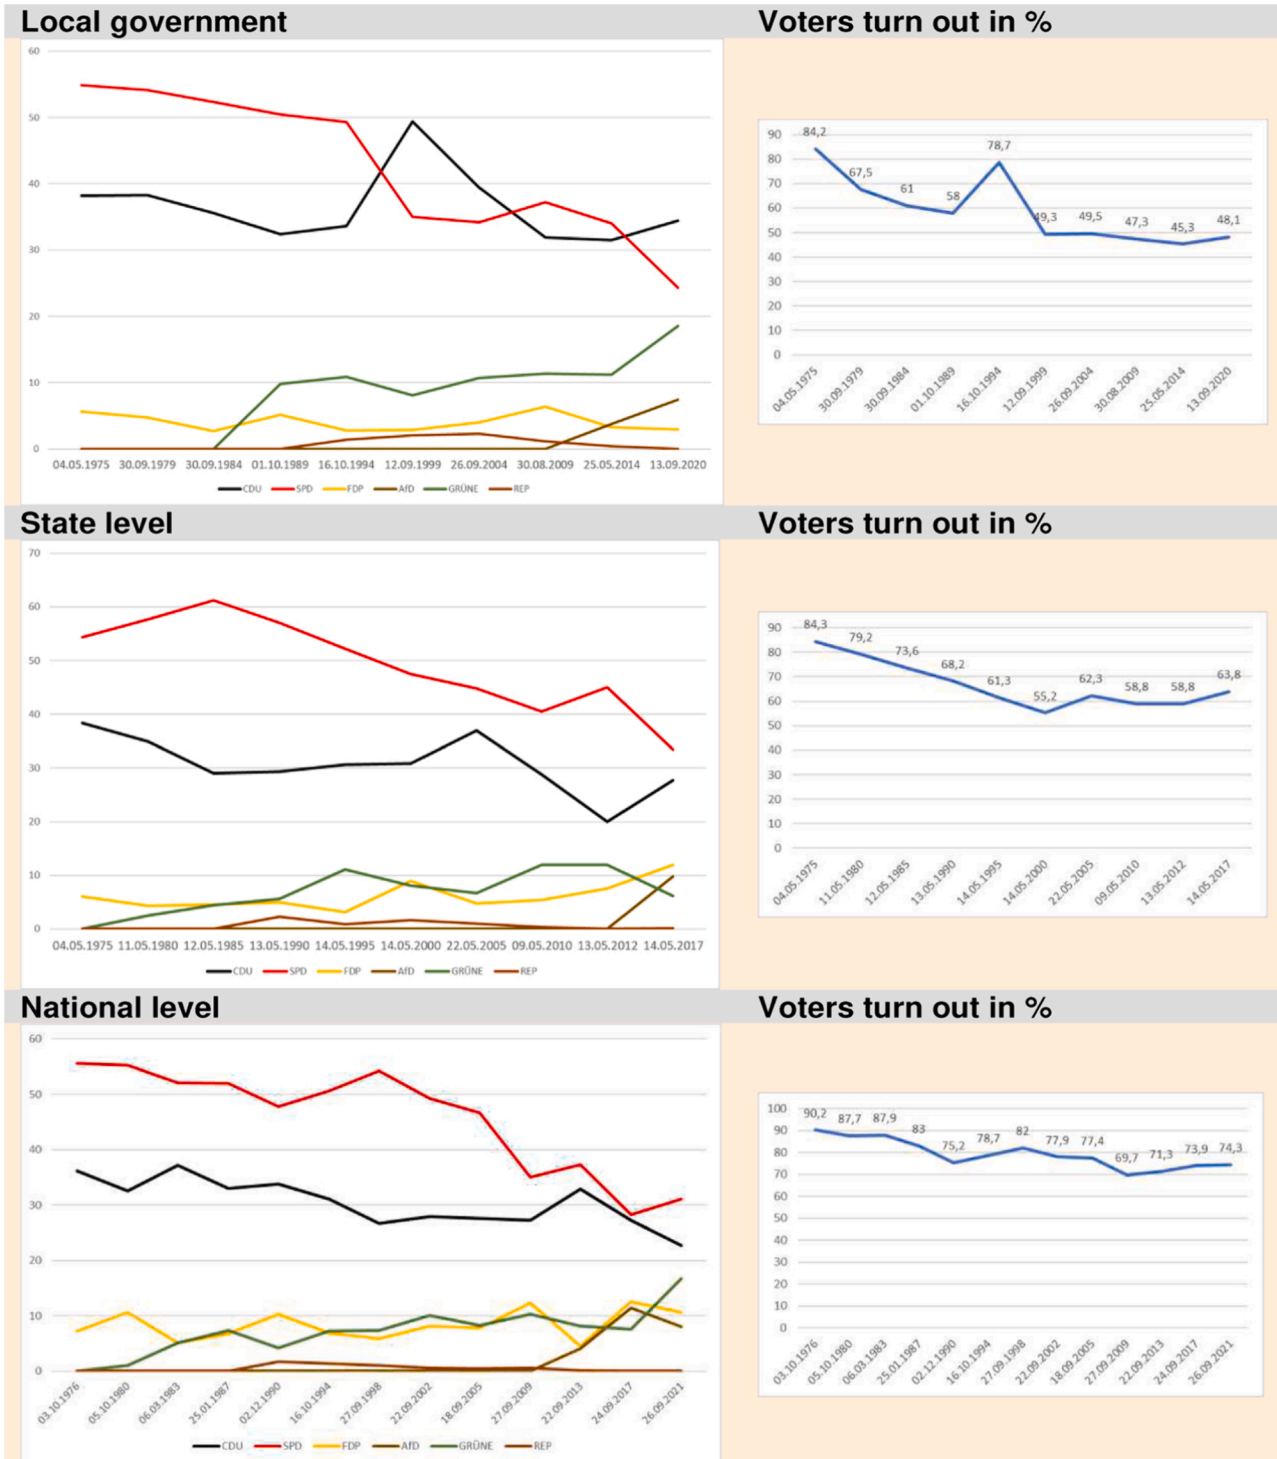 Local government
Voters turn out in %
60
50
40
30
20
10
0
04.05.1975 30.09.1979 30.09.1984 01.10.1989 16.10.1994 12.09.1999 26.09.2004 30.08.2009 25.05.2014 13.09.2020
CDU SPD FDP AfD GRÜNE REP
90
80
70
60
50
40
30
20
10
0
84,2 67,5 61 58 78,7 49,3 49,5 47,3 45,3 48,1
04.05.1975 30.09.1979 30.09.1984 01.10.1989 16.10.1994 12.09.1999 26.09.2004 30.08.2009 25.05.2014 13.09.2020
State level
Voters turn out in %
70
60
50
40
30
20
10
0
04.05.1975 11.05.1980 12.05.1985 13.05.1990 14.05.1995 14.05.2000 22.05.2005 09.05.2010 13.05.2012 14.05.2017
CDU SPD FDP AfD GRÜNE REP
90
80
70
60
50
40
30
20
10
0
84,3 79,2 73,6 68,2 61,3 55,2 62,3 58,8 58,8 63,8
04.05.1975 11.05.1980 12.05.1985 13.05.1990 14.05.1995 14.05.2000 22.05.2005 09.05.2010 13.05.2012 14.05.2017
National level
Voters turn out in %
60
50
40
30
20
10
0
03.10.1976 05.10.1980 06.03.1983 25.01.1987 02.12.1990 16.10.1994 27.09.1998 22.09.2002 18.09.2005 27.09.2009 22.09.2013 24.09.2017 26.09.2021
CDU SPD FDP AfD GRÜNE REP
100
90
80
70
60
50
40
30
20
10
0
90,2 87,7 87,9 83 75,2 78,7 82 77,9 77,4 69,7 71,3 73,9 74,3
03.10.1976 05.10.1980 06.03.1983 25.01.1987 02.12.1990 16.10.1994 27.09.1998 22.09.2002 18.09.2005 27.09.2009 22.09.2013 24.09.2017 26.09.2021